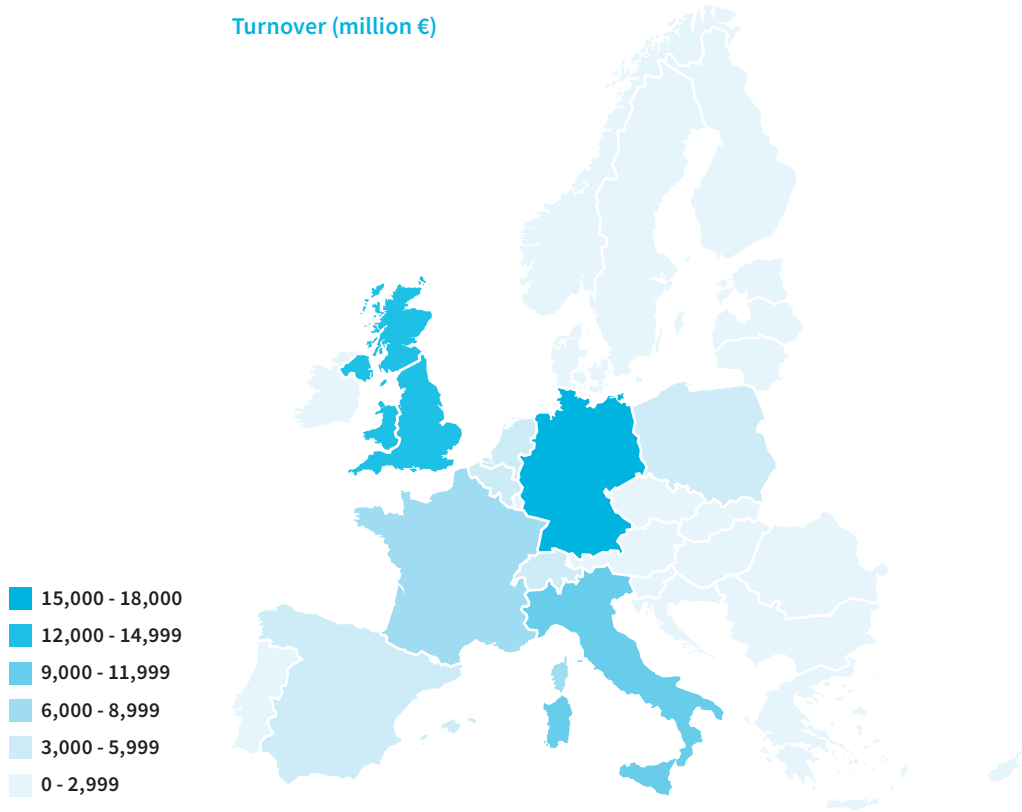 Turnover (million €)
15,000 - 18,000
12,000 - 14,999
9,000 - 11,999
6,000 - 8,999
3,000 - 5,999
0 - 2,999